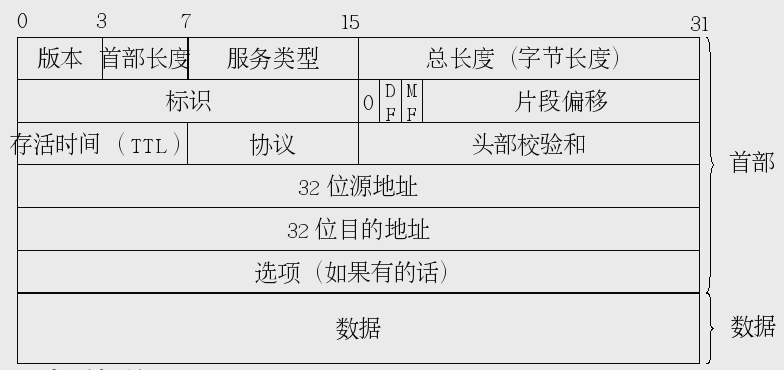 0 3 7 15 31
版本 首部长度 服务类型 总长度（字节长度）
标识 0 DF MF 片段偏移
存活时间（TTL） 协议 头部校验和
首部
32 位源地址
32 位目的地址
选项（如果有的话）
数据 数据